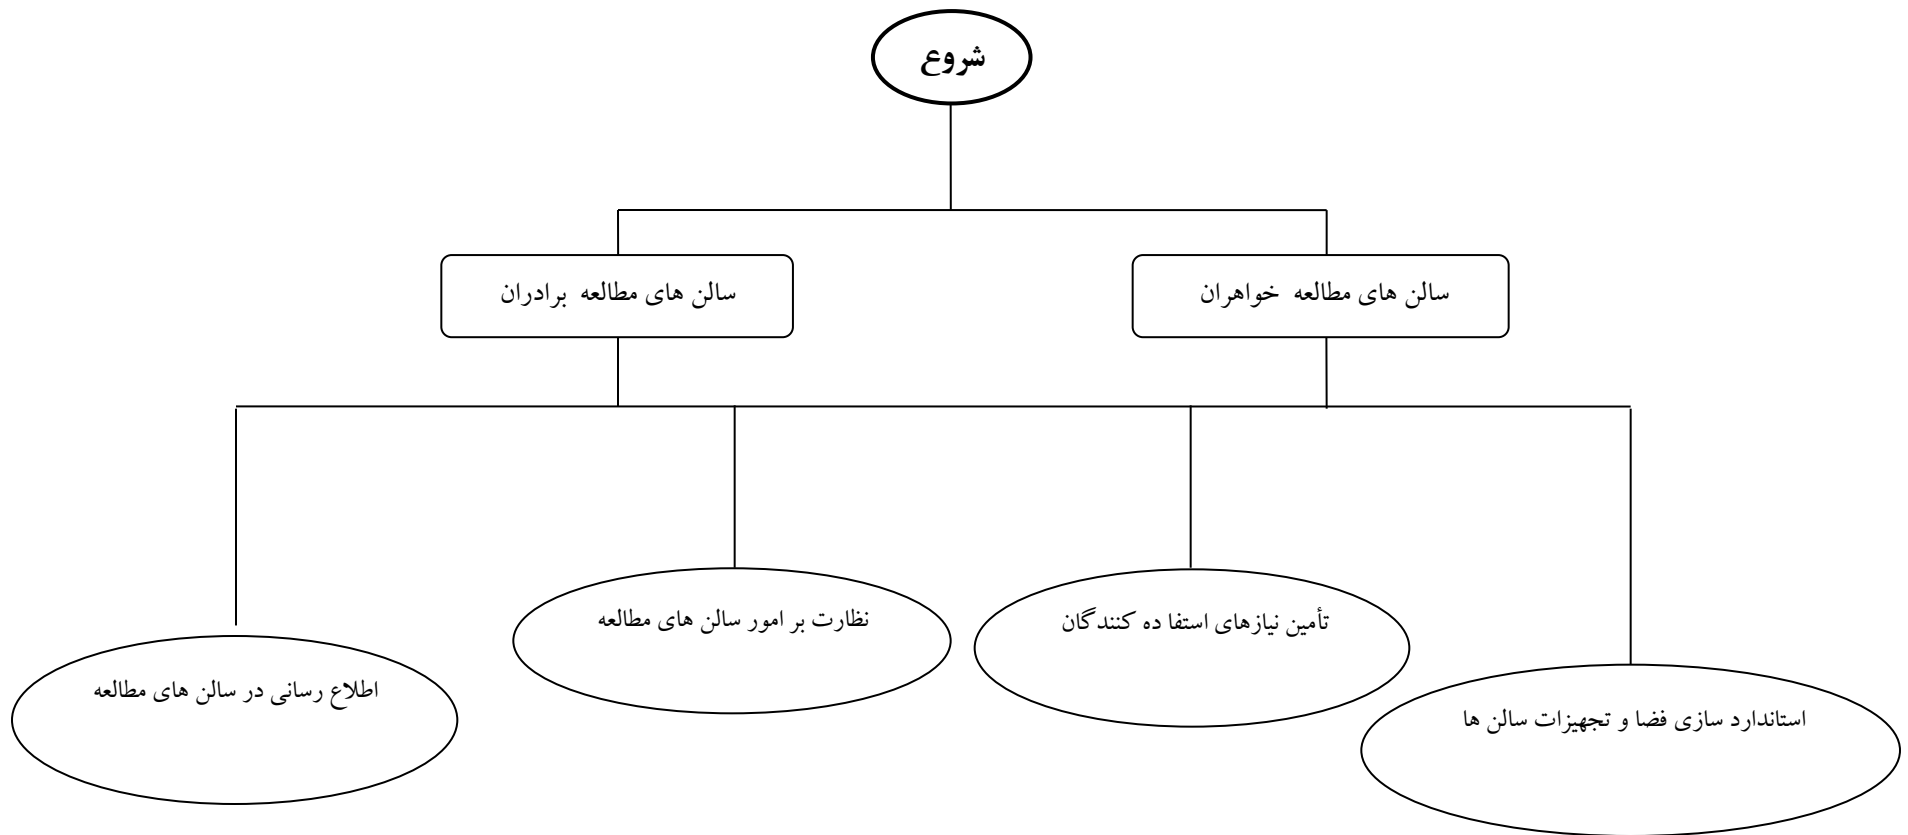 شروع
سالن های مطالعه خواهران
سالن های مطالعه برادران
استاندارد سازی فضا و تجهیزات سالن ها
تأمین نیازهای استفا ده کنندگان
نظارت بر امور سالن های مطالعه
اطلاع رسانی در سالن های مطالعه